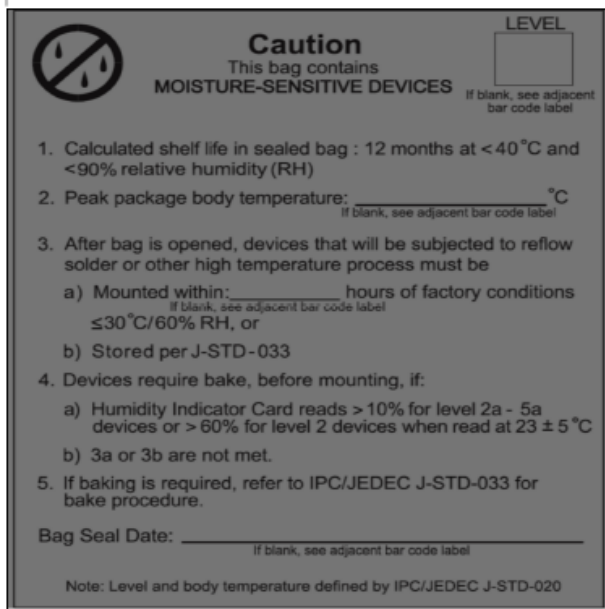 LEVEL
Caution
This bag contains
MOISTURE-SENSITIVE DEVICES
If blank, see adjacent
bar code label
1. Calculated shelf life in sealed bag : 12 months at <40°C and
<90% relative humidity (RH)
2. Peak package body temperature: ____________________°C
If blank, see adjacent bar code label
3. After bag is opened, devices that will be subjected to reflow
solder or other high temperature process must be
a) Mounted within:___________ hours of factory conditions
If blank, see adjacent bar code label
≤30°C/60% RH, or
b) Stored per J-STD-033
4. Devices require bake, before mounting, if:
a) Humidity Indicator Card reads >10% for level 2a - 5a
devices or >60% for level 2 devices when read at 23 ± 5°C
b) 3a or 3b are not met.
5. If baking is required, refer to IPC/JEDEC J-STD-033 for
bake procedure.
Bag Seal Date: ________________________________________
If blank, see adjacent bar code label
Note: Level and body temperature defined by IPC/JEDEC J-STD-020